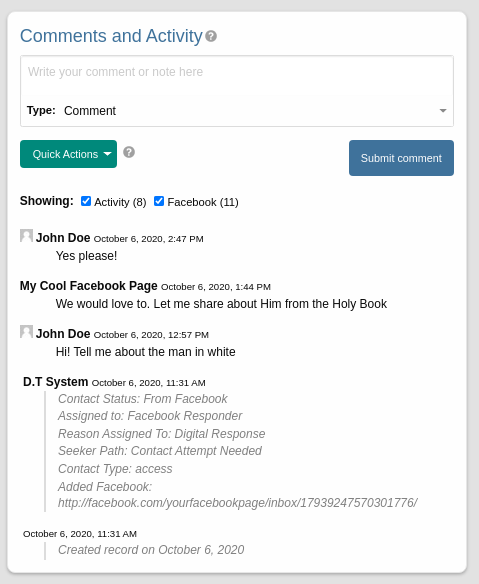 Comments and Activity ?
Write your comment or note here
Type: Comment
Quick Actions ?
Submit comment
Showing: Activity (8) Facebook (11)
John Doe October 6, 2020, 2:47 PM
Yes please!
My Cool Facebook Page October 6, 2020, 1:44 PM
We would love to. Let me share about Him from the Holy Book
John Doe October 6, 2020, 12:57 PM
Hi! Tell me about the man in white
D.T System October 6, 2020, 11:31 AM
Contact Status: From Facebook
Assigned to: Facebook Responder
Reason Assigned To: Digital Response
Seeker Path: Contact Attempt Needed
Contact Type: access
Added Facebook:
http://facebook.com/yourfacebookpage/inbox/17939247570301776/
October 6, 2020, 11:31 AM
Created record on October 6, 2020